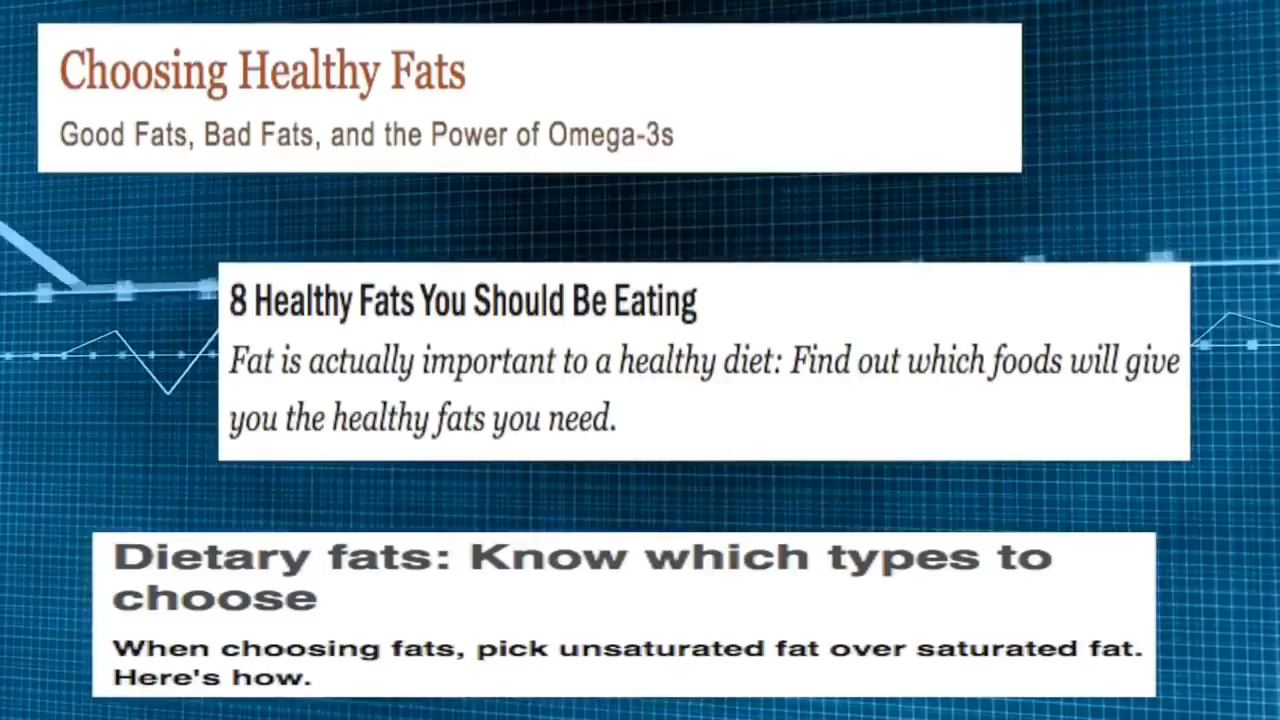 Choosing Healthy Fats
Good Fats, Bad Fats, and the Power of Omega-3s
8 Healthy Fats You Should Be Eating
Fat is actually important to a healthy diet: Find out which foods will give
you the healthy fats you need.
Dietary fats: Know which types to
choose
When choosing fats, pick unsaturated fat over saturated fat.
Here's how.